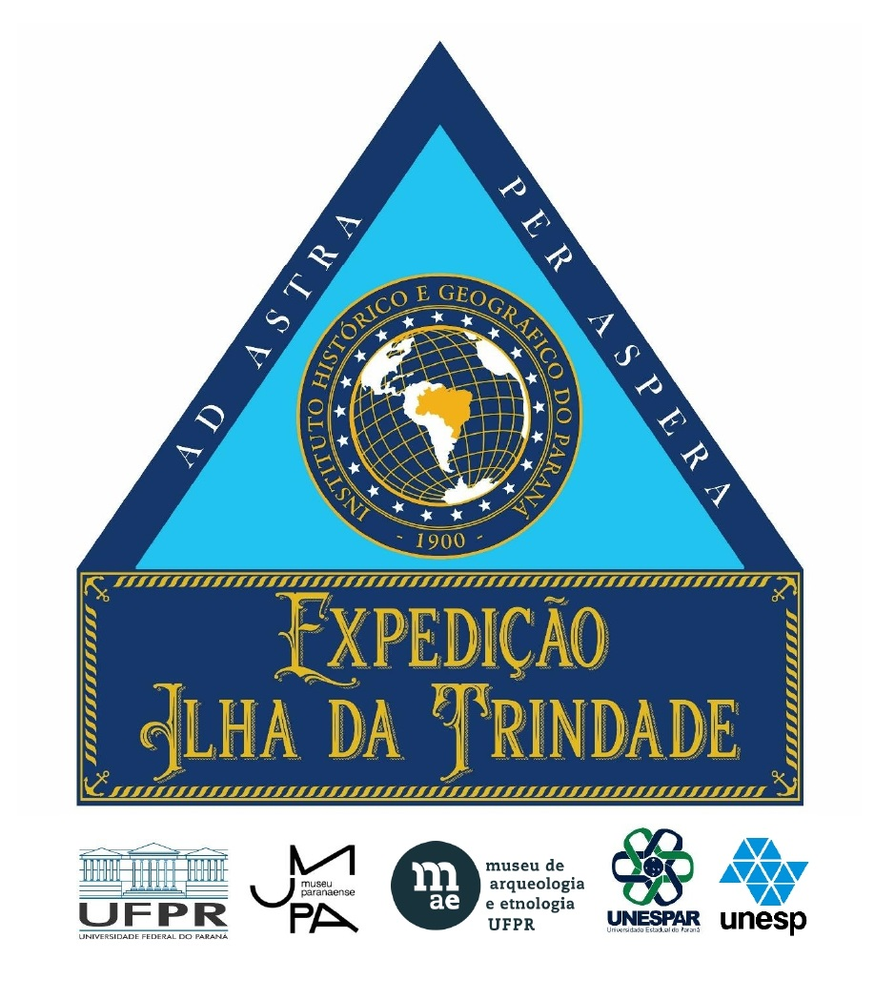 AD ASTRA
PER ASPERA
INSTITUTO HISTÓRICO E GEOGRÁFICO DO PARANÁ
- 1900 -
EXPEDIÇÃO
ILHA DA TRINDADE
UFPR
UNIVERSIDADE FEDERAL DO PARANÁ
M
museu
paranaense
U
PA
mae
museu de
arqueologia
e etnologia
UFPR
UNESPAR
Universidade Estadual do Paraná
unesp